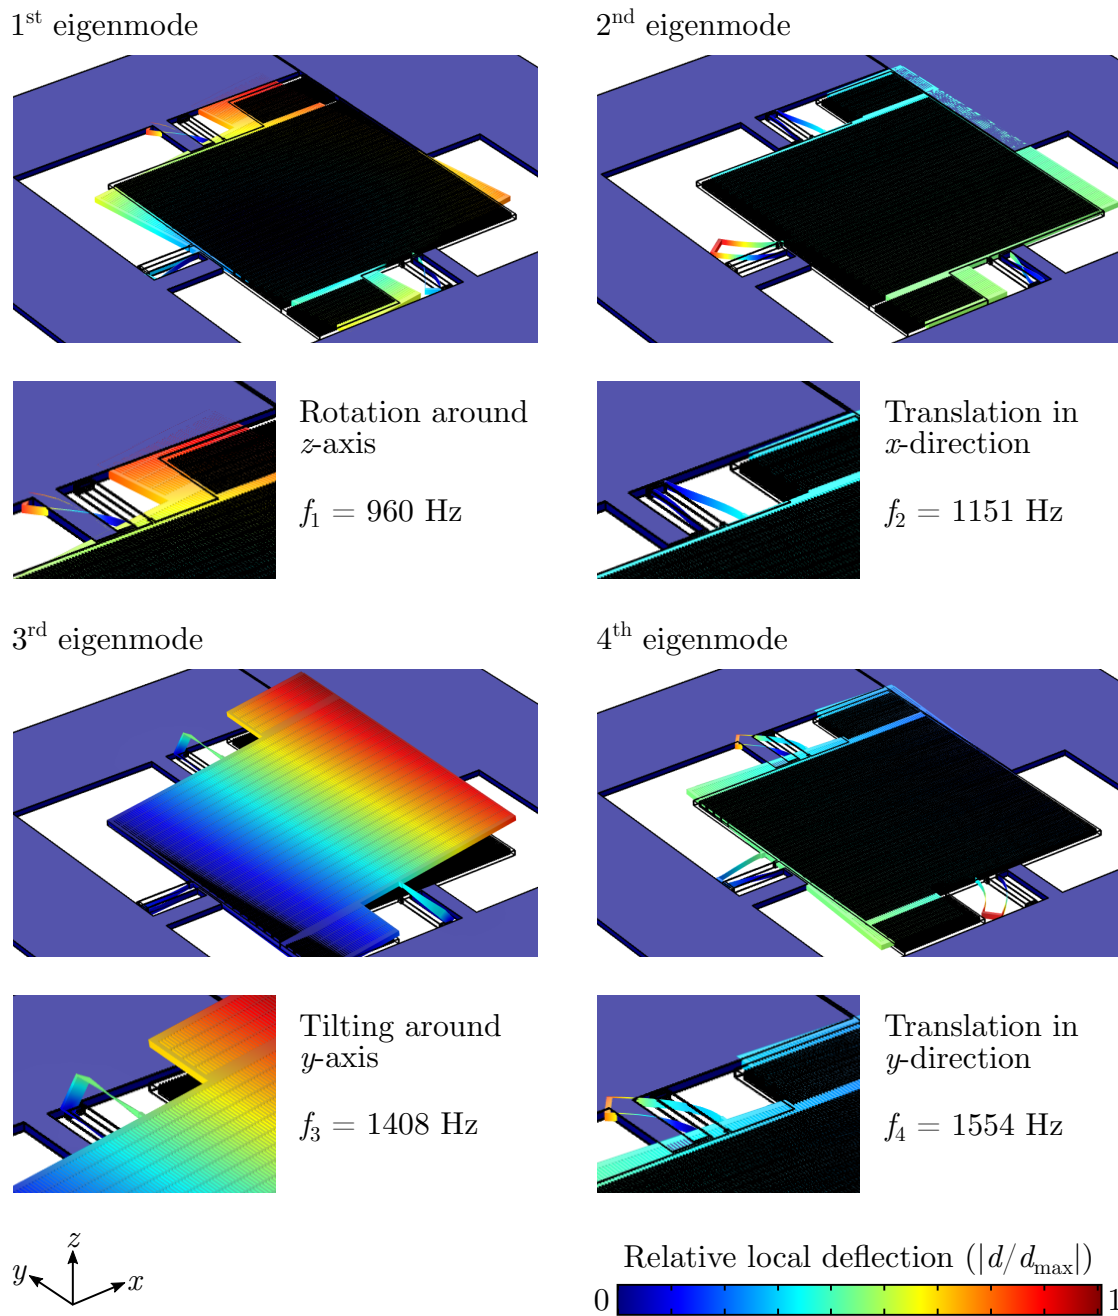 1st eigenmode
2nd eigenmode
Rotation around
z-axis
f1 = 960 Hz
Translation in
x-direction
f2 = 1151 Hz
3rd eigenmode
4th eigenmode
Tilting around
y-axis
f3 = 1408 Hz
Translation in
y-direction
f4 = 1554 Hz
z
y
x
Relative local deflection (|d/dmax|)
0
1